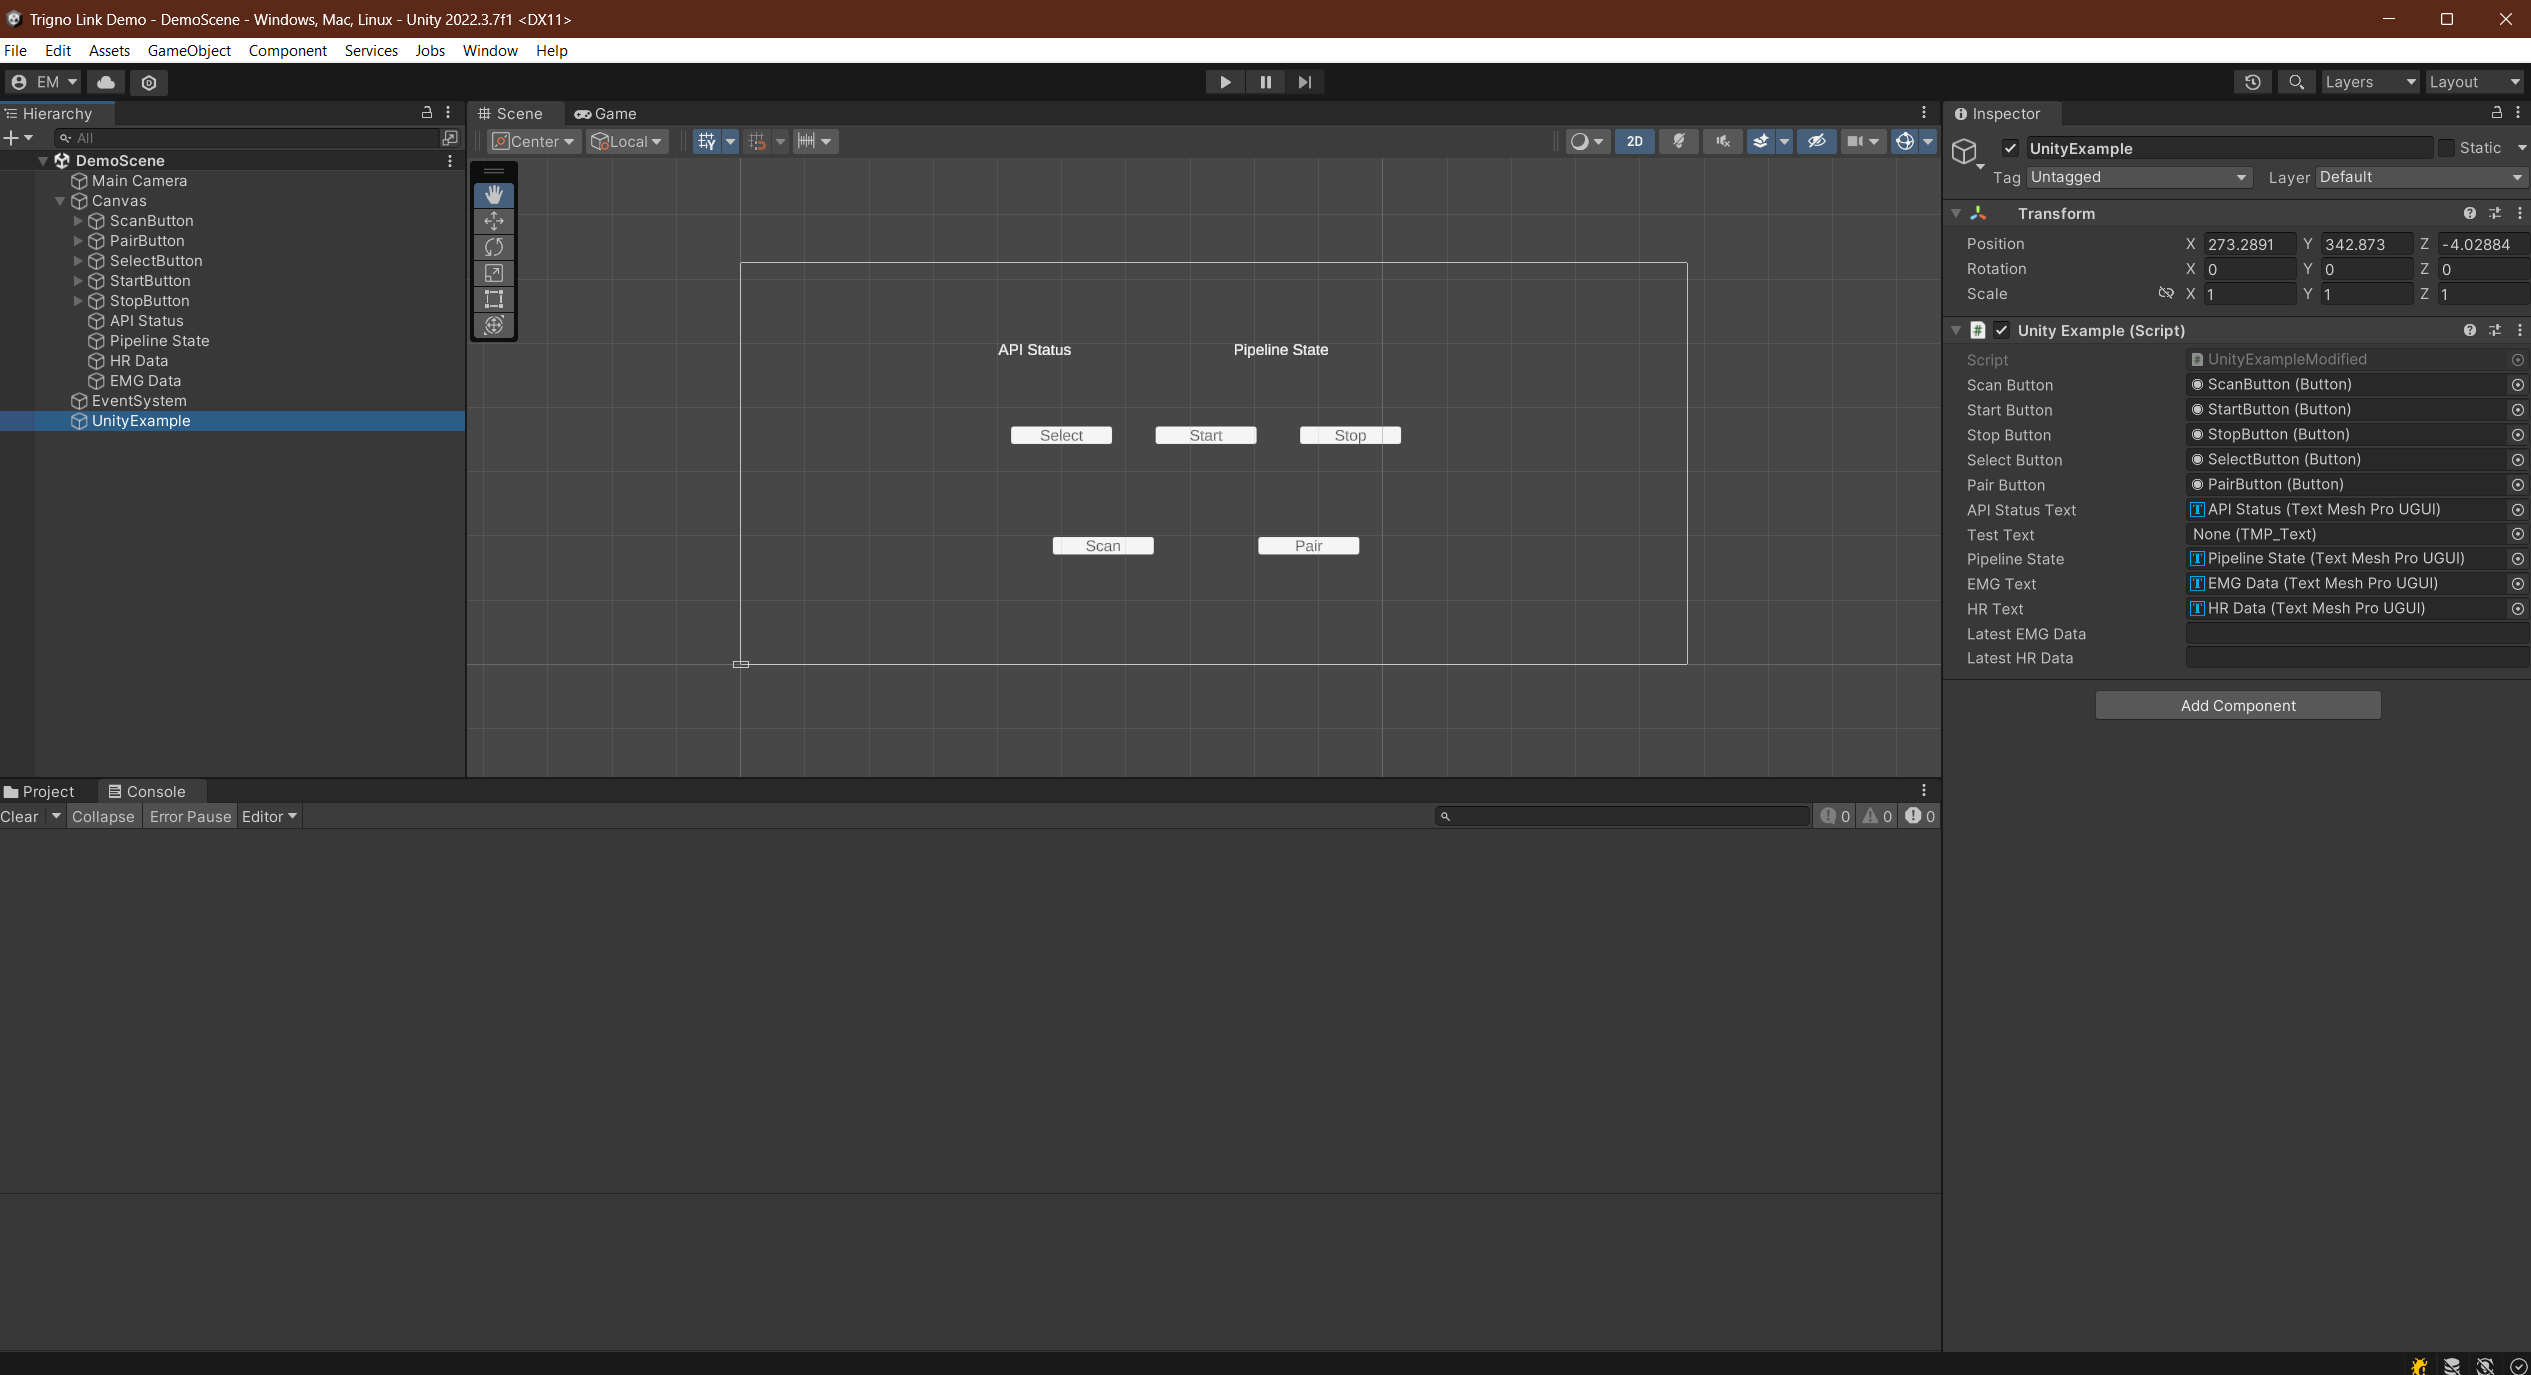 Trigno Link Demo - DemoScene - Windows, Mac, Linux - Unity 2022.3.7f1 <DX11>
File Edit Assets GameObject Component Services Jobs Window Help
EM Layers Layout
Hierarchy
All
DemoScene
Main Camera
Canvas
ScanButton
PairButton
SelectButton
StartButton
StopButton
API Status
Pipeline State
HR Data
EMG Data
EventSystem
UnityExample
Scene Game
Center Local 2D
API Status Pipeline State
Select Start Stop
Scan Pair
Inspector
UnityExample Static
Tag Untagged Layer Default
Transform
Position X 273.2891 Y 342.873 Z -4.02884
Rotation X 0 Y 0 Z 0
Scale X 1 Y 1 Z 1
# Unity Example (Script)
Script UnityExampleModified
Scan Button ScanButton (Button)
Start Button StartButton (Button)
Stop Button StopButton (Button)
Select Button SelectButton (Button)
Pair Button PairButton (Button)
API Status Text API Status (Text Mesh Pro UGUI)
Test Text None (TMP_Text)
Pipeline State Pipeline State (Text Mesh Pro UGUI)
EMG Text EMG Data (Text Mesh Pro UGUI)
HR Text HR Data (Text Mesh Pro UGUI)
Latest EMG Data
Latest HR Data
Add Component
Project Console
Clear Collapse Error Pause Editor 0 0 0